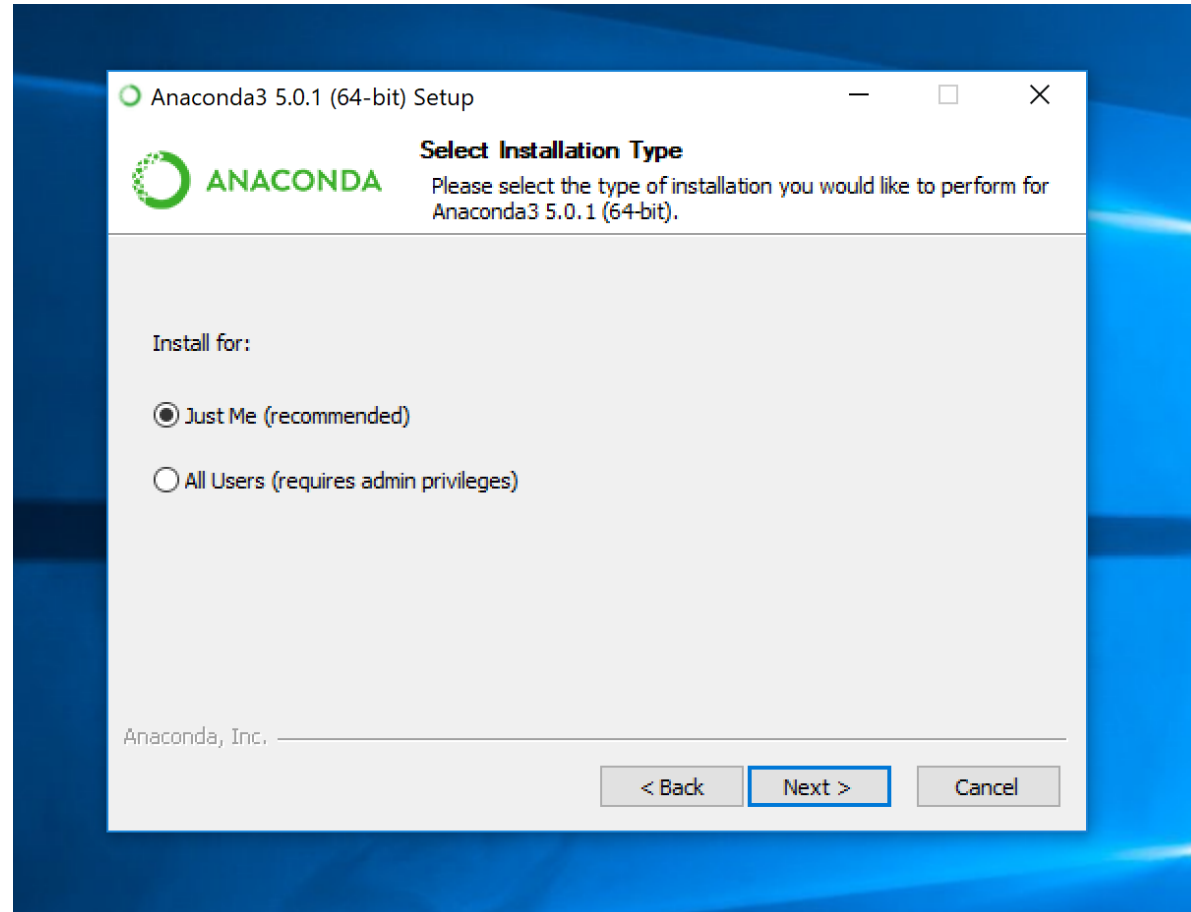 Anaconda3 5.0.1 (64-bit) Setup
ANACONDA
Select Installation Type
Please select the type of installation you would like to perform for
Anaconda3 5.0.1 (64-bit).
Install for:
Just Me (recommended)
All Users (requires admin privileges)
Anaconda, Inc.
< Back
Next >
Cancel